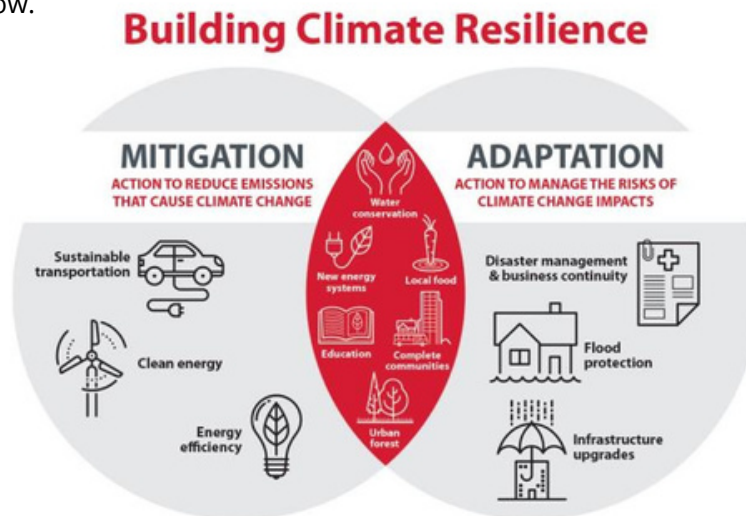 ow.
Building Climate Resilience
MITIGATION
ACTION TO REDUCE EMISSIONS
THAT CAUSE CLIMATE CHANGE
ADAPTATION
ACTION TO MANAGE THE RISKS OF
CLIMATE CHANGE IMPACTS
Water
conservation
New energy
systems
Local food
Education
Complete
communities
Urban
forest
Sustainable
transportation
Clean energy
Energy
efficiency
Disaster management
& business continuity
Flood
protection
Infrastructure
upgrades